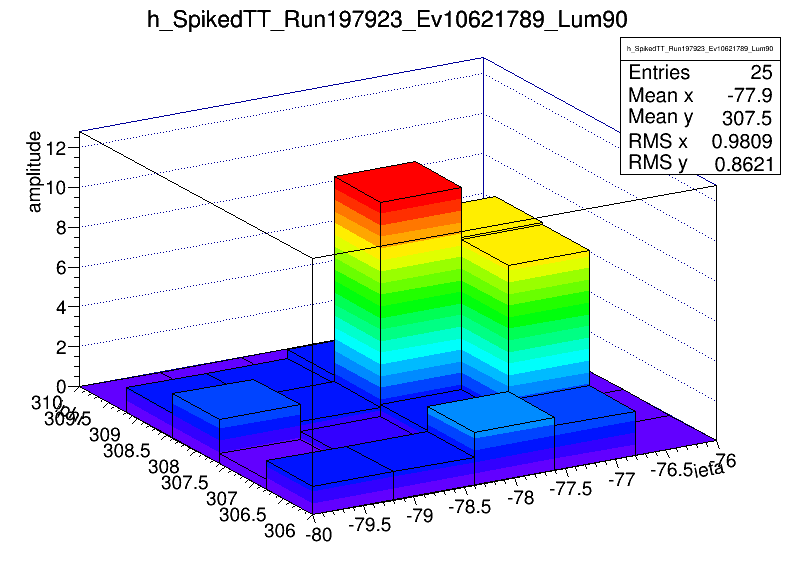 h_SpikedTT_Run197923_Ev10621789_Lum90
h_SpikedTT_Run197923_Ev10621789_Lum90
Entries 25
Mean x -77.9
Mean y 307.5
RMS x 0.9809
RMS y 0.8621
amplitude
12
10
8
6
4
2
0
310
309.5
309
308.5
308
307.5
307
306.5
306
-80
-79.5
-79
-78.5
-78
-77.5
-77
-76.5
-76
ieta